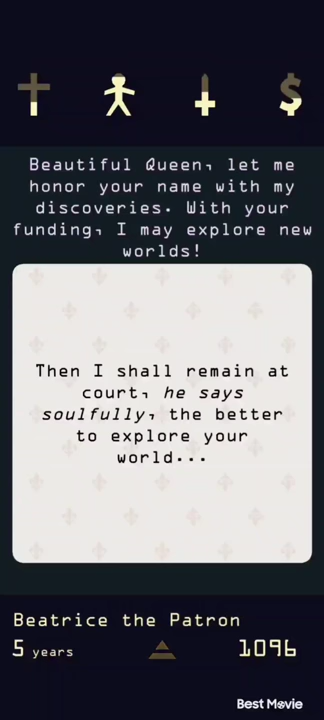 Beautiful Queen, let me
honor your name with my
discoveries. With your
funding, I may explore new
worlds!
Then I shall remain at
court, he says
soulfully, the better
to explore your
world...
Beatrice the Patron
5 years
1096
Best Movie